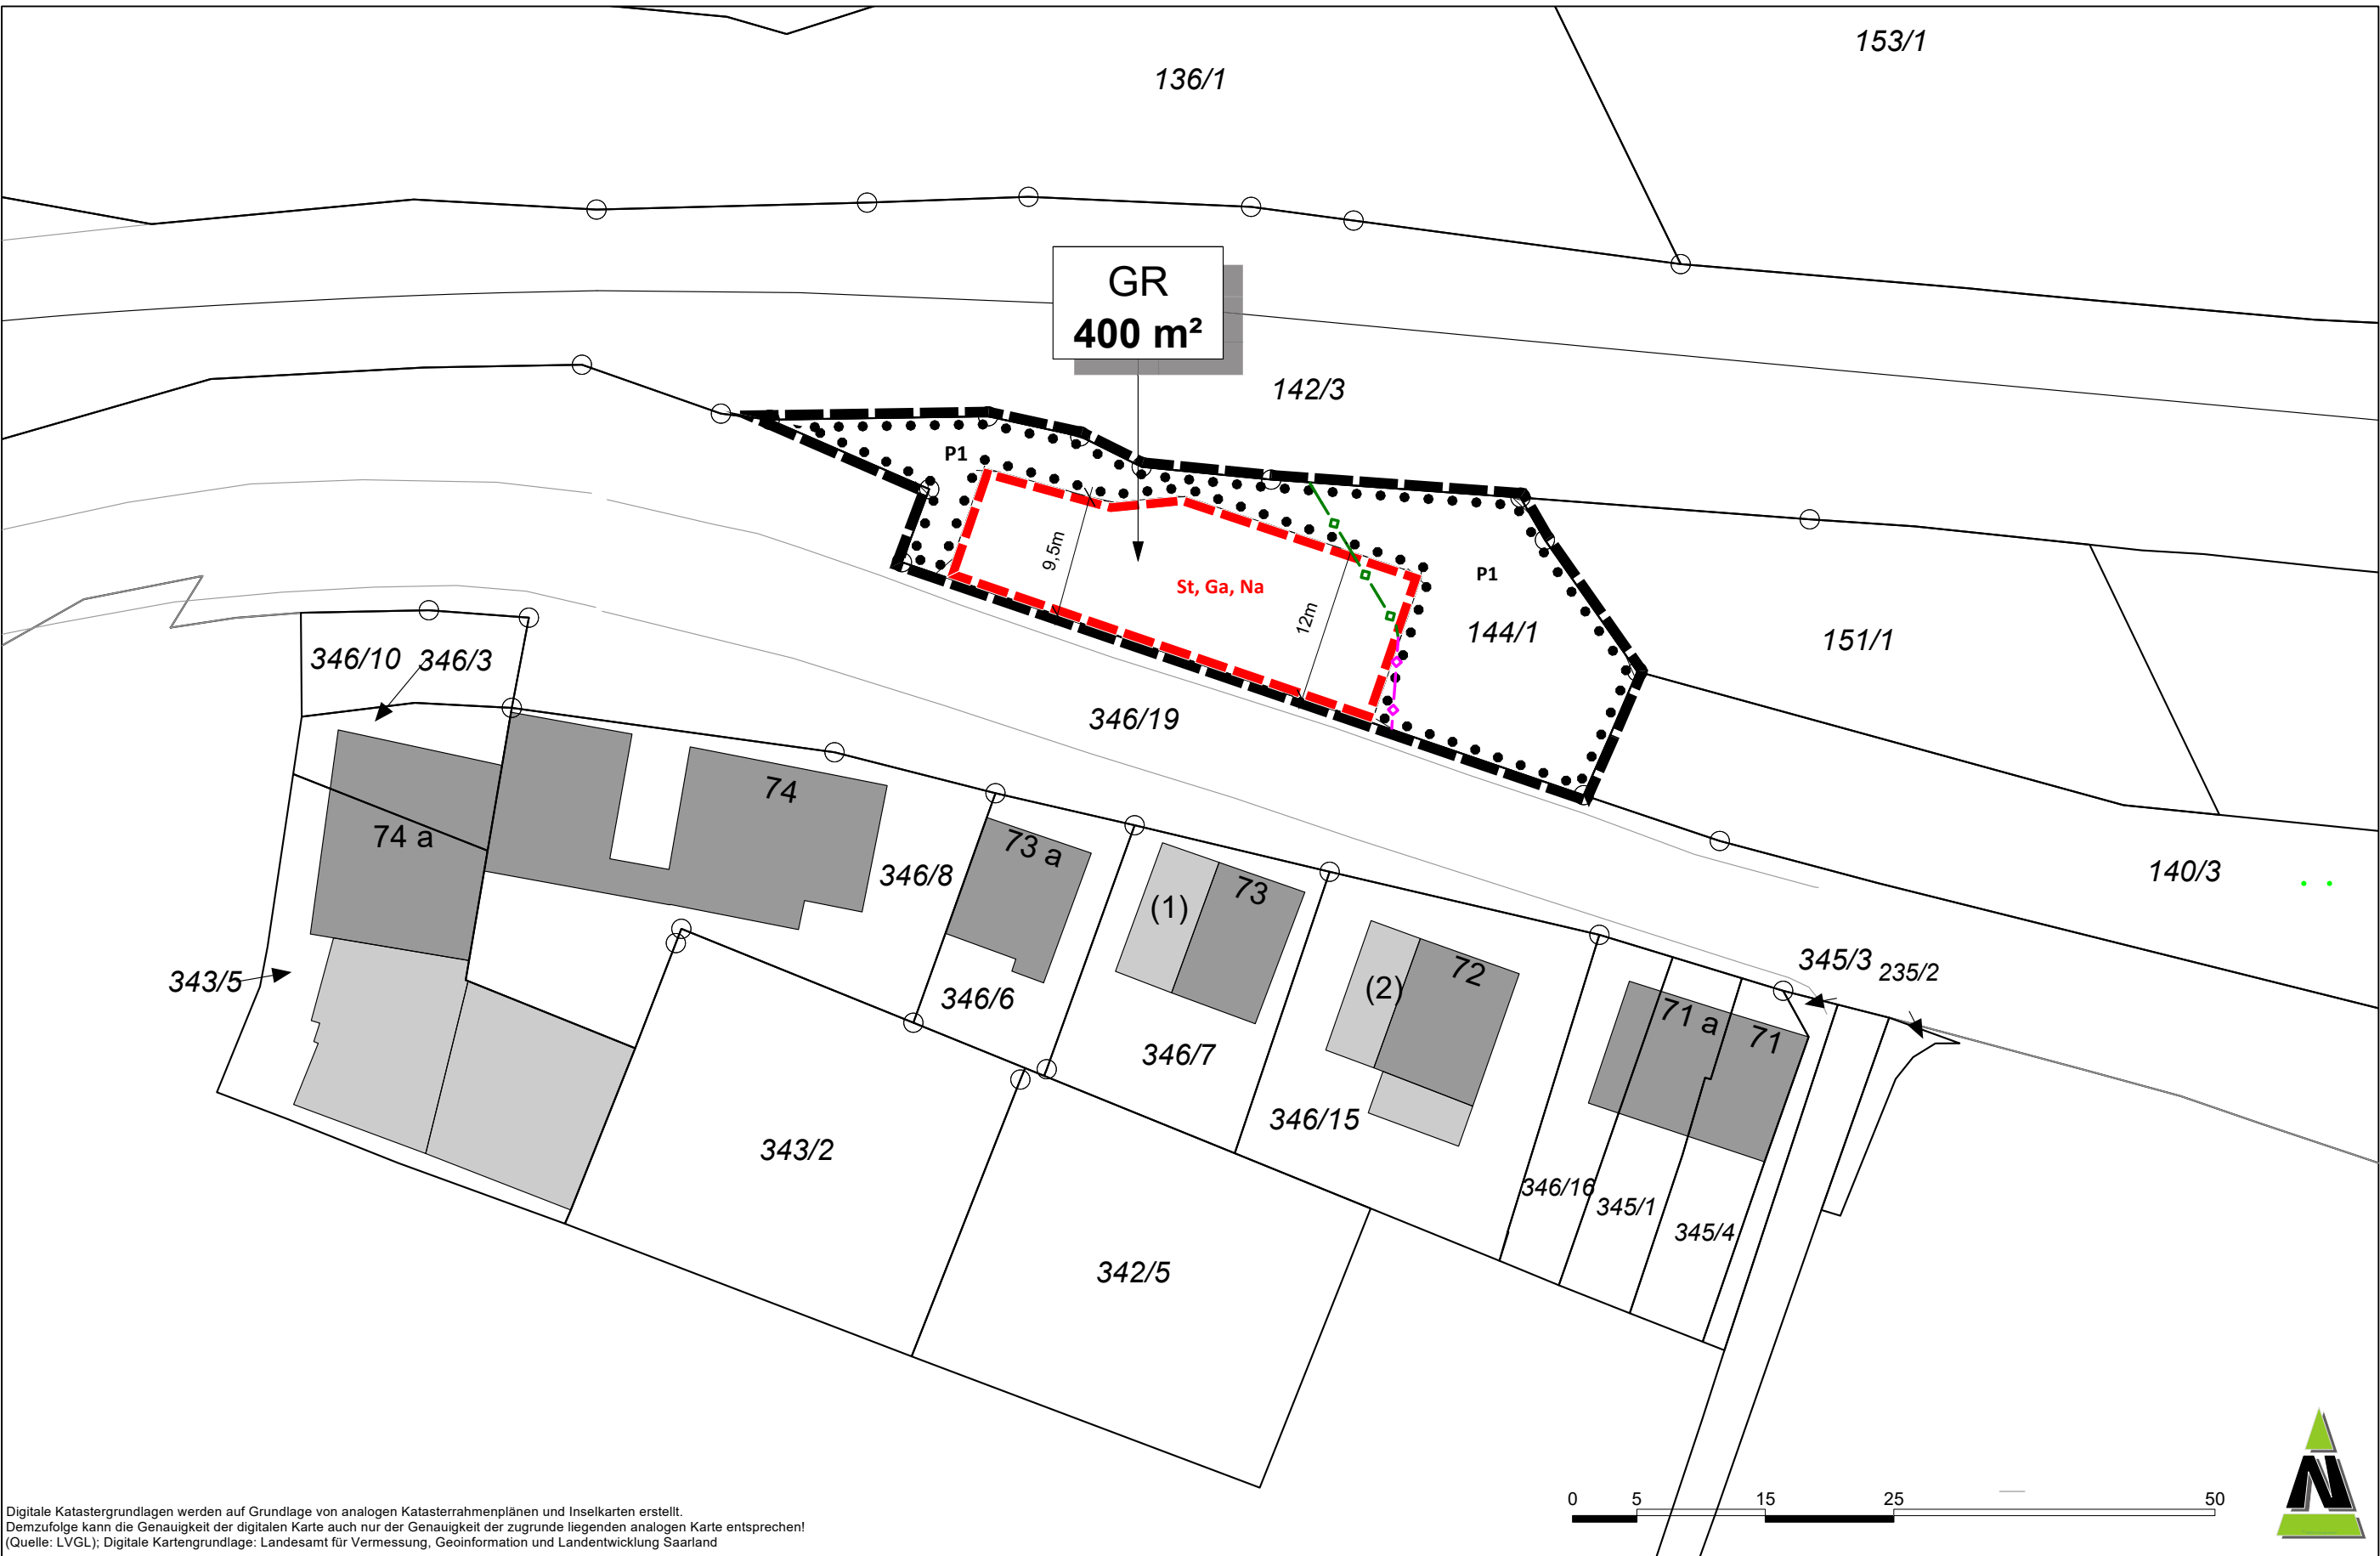 153/1
136/1
GR
400 m²
142/3
P1
9,5m
St, Ga, Na
P1
12m
144/1
151/1
346/10
346/3
346/19
74
74 a
73 a
346/8
140/3
(1)
73
343/5
346/6
(2)
72
345/3
235/2
71 a
71
346/7
346/15
343/2
346/16
345/1
345/4
342/5
0
5
15
25
50
N
Digitale Katastergrundlagen werden auf Grundlage von analogen Katasterrahmenplänen und Inselkarten erstellt.
Demzufolge kann die Genauigkeit der digitalen Karte auch nur der Genauigkeit der zugrunde liegenden analogen Karte entsprechen!
(Quelle: LVGL); Digitale Kartengrundlage: Landesamt für Vermessung, Geoinformation und Landentwicklung Saarland